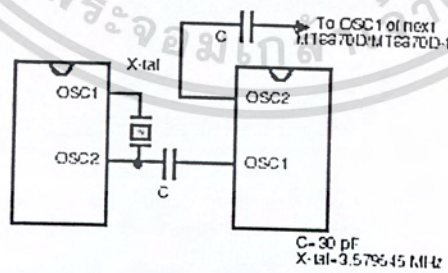 C
To OSC1 of next
MT8870D/MT8870D-1
X-tal
OSC1
OSC2
OSC2
OSC1
C
C=30 pF
X-tal=3.579545 MHz